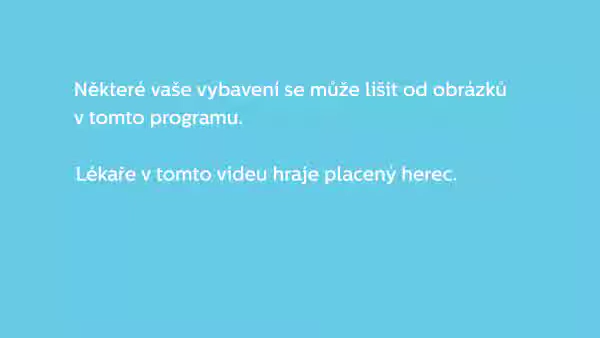 Některé vaše vybavení se může lišit od obrázků
v tomto programu.
Lékaře v tomto videu hraje placený herec.